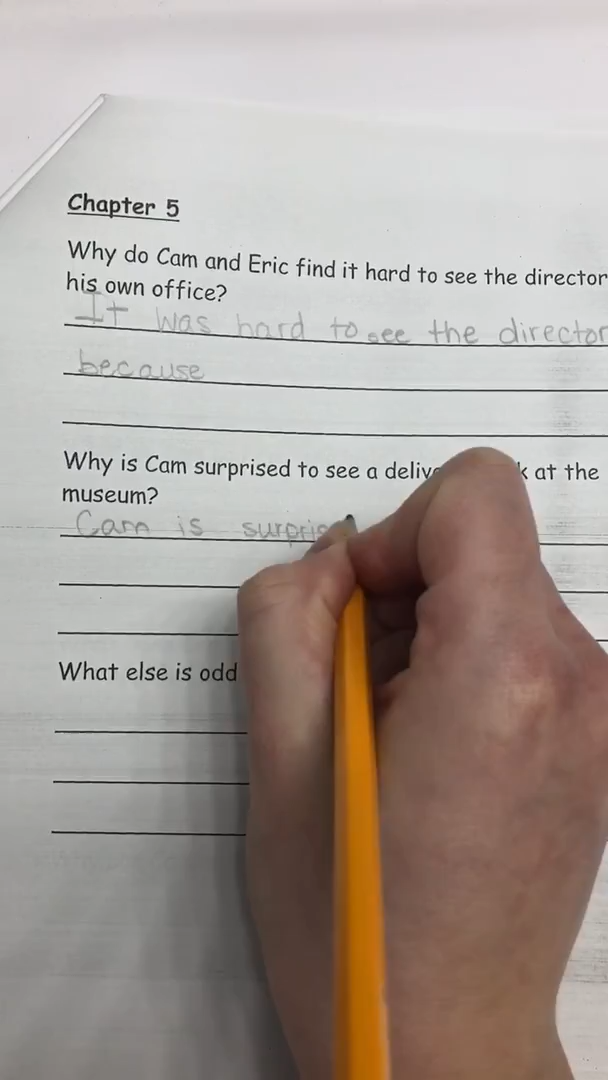 Chapter 5
Why do Cam and Eric find it hard to see the director
his own office?
It was hard to see the director
because
Why is Cam surprised to see a at the
museum?
Cam is
What else is odd